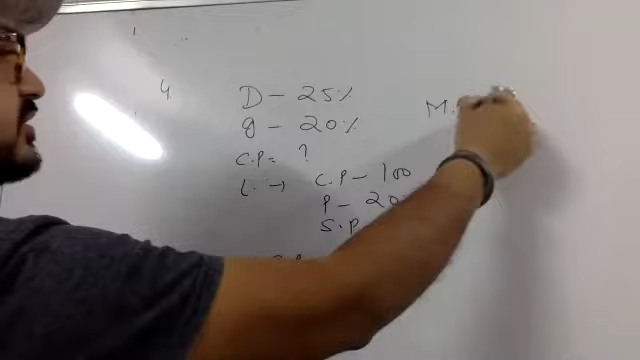 4
D - 25%
g - 20%
C.P = ?
L. → C.P - 100
P - 20
S.P
M.